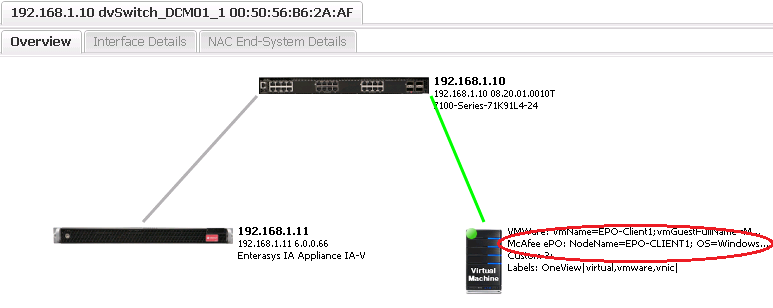 192.168.1.10 dvSwitch_DCM01_1 00:50:56:B6:2A:AF
Overview
Interface Details
NAC End-System Details
192.168.1.10
192.168.1.10 08.20.01.0010T
7100-Series-71K91L4-24
192.168.1.11
192.168.1.11 6.0.0.66
Enterasys IA Appliance IA-V
VMWare: vmName=EPO-Client1;vmGuestFullName=M...
McAfee ePO: NodeName=EPO-CLIENT1; OS=Windows...
Custom 3:
Labels: OneView|virtual,vmware,vnic|
Virtual
Machine